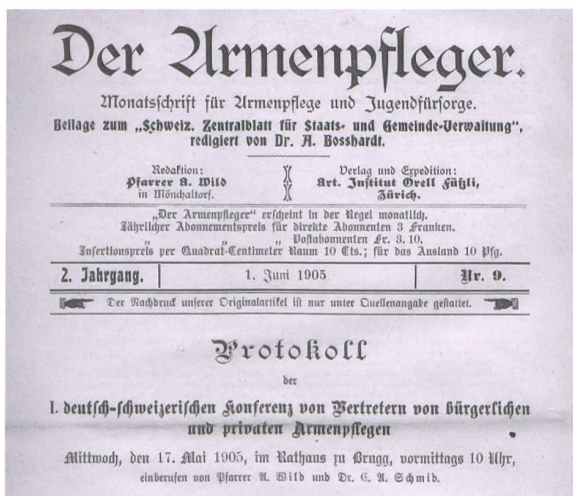 Der Armenpfleger.
Monatsschrift für Armenpflege und Jugendfürsorge.
Beilage zum „Schweiz. Zentralblatt für Staats- und Gemeinde-Verwaltung“,
redigiert von Dr. A. Bosshardt.
Redaktion:
Pfarrer A. Wild
in Mönchaltorf.
Verlag und Expedition:
Art. Institut Orell Füßli,
Zürich.
„Der Armenpfleger“ erscheint in der Regel monatlich.
Jährlicher Abonnementspreis für direkte Abonnenten 3 Franken.
„ „ „ Postabonnenten Fr. 3. 10.
Insertionspreis per Quadrat-Centimeter Raum 10 Cts.; für das Ausland 10 Pfg.
2. Jahrgang.
1. Juni 1905
Nr. 9.
Der Nachdruck unserer Originalartikel ist nur unter Quellenangabe gestattet.
Protokoll
der
I. deutsch-schweizerischen Konferenz von Vertretern von bürgerlichen
und privaten Armenpflegen
Mittwoch, den 17. Mai 1905, im Rathaus zu Brugg, vormittags 10 Uhr,
einberufen von Pfarrer A. Wild und Dr. C. A. Schmid.